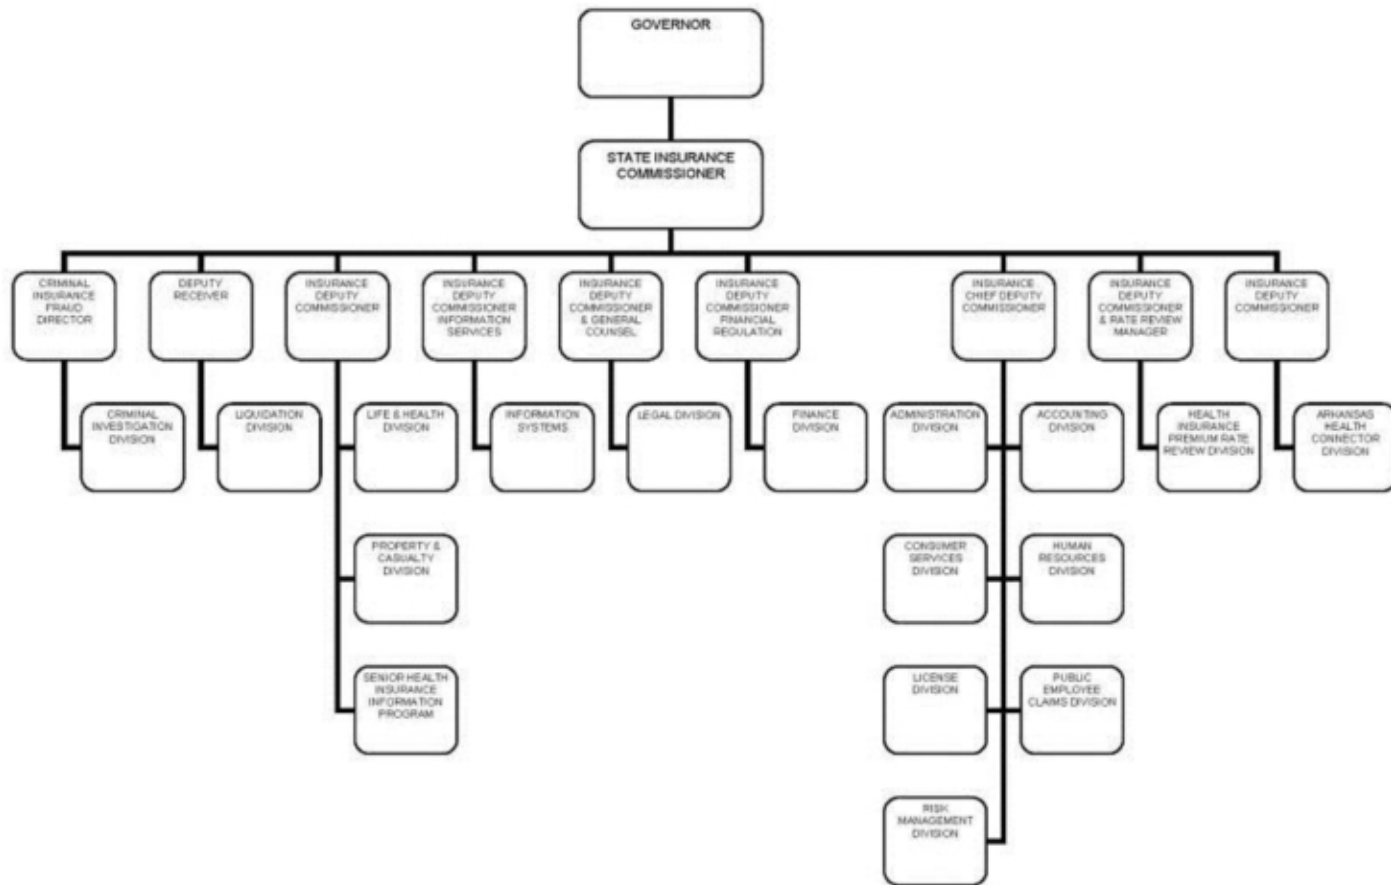 GOVERNOR
STATE INSURANCE
COMMISSIONER
CRIMINAL
INSURANCE
FRAUD
DIRECTOR
DEPUTY
RECEIVER
INSURANCE
DEPUTY
COMMISSIONER
INSURANCE
DEPUTY
COMMISSIONER
INFORMATION
SERVICES
INSURANCE
DEPUTY
COMMISSIONER
& GENERAL
COUNSEL
INSURANCE
DEPUTY
COMMISSIONER
FINANCIAL
REGULATION
INSURANCE
CHIEF DEPUTY
COMMISSIONER
INSURANCE
DEPUTY
COMMISSIONER
& RATE REVIEW
MANAGER
INSURANCE
DEPUTY
COMMISSIONER
CRIMINAL
INVESTIGATION
DIVISION
LIQUIDATION
DIVISION
LIFE & HEALTH
DIVISION
INFORMATION
SYSTEMS
LEGAL DIVISION
FINANCE
DIVISION
ADMINISTRATION
DIVISION
ACCOUNTING
DIVISION
HEALTH
INSURANCE
PREMIUM RATE
REVIEW DIVISION
ARKANSAS
HEALTH
CONNECTOR
DIVISION
PROPERTY &
CASUALTY
DIVISION
CONSUMER
SERVICES
DIVISION
HUMAN
RESOURCES
DIVISION
SENIOR HEALTH
INSURANCE
INFORMATION
PROGRAM
LICENSE
DIVISION
PUBLIC
EMPLOYEE
CLAIMS DIVISION
RISK
MANAGEMENT
DIVISION